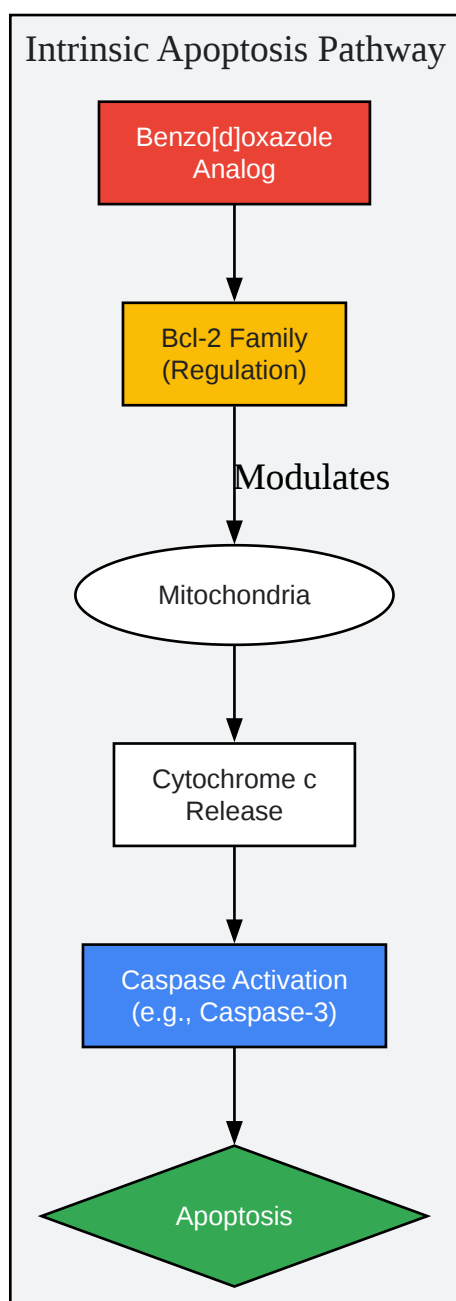 Intrinsic Apoptosis Pathway
Benzo[d]oxazole
Analog
Bcl-2 Family
(Regulation)
Modulates
Mitochondria
Cytochrome c
Release
Caspase Activation
(e.g., Caspase-3)
Apoptosis